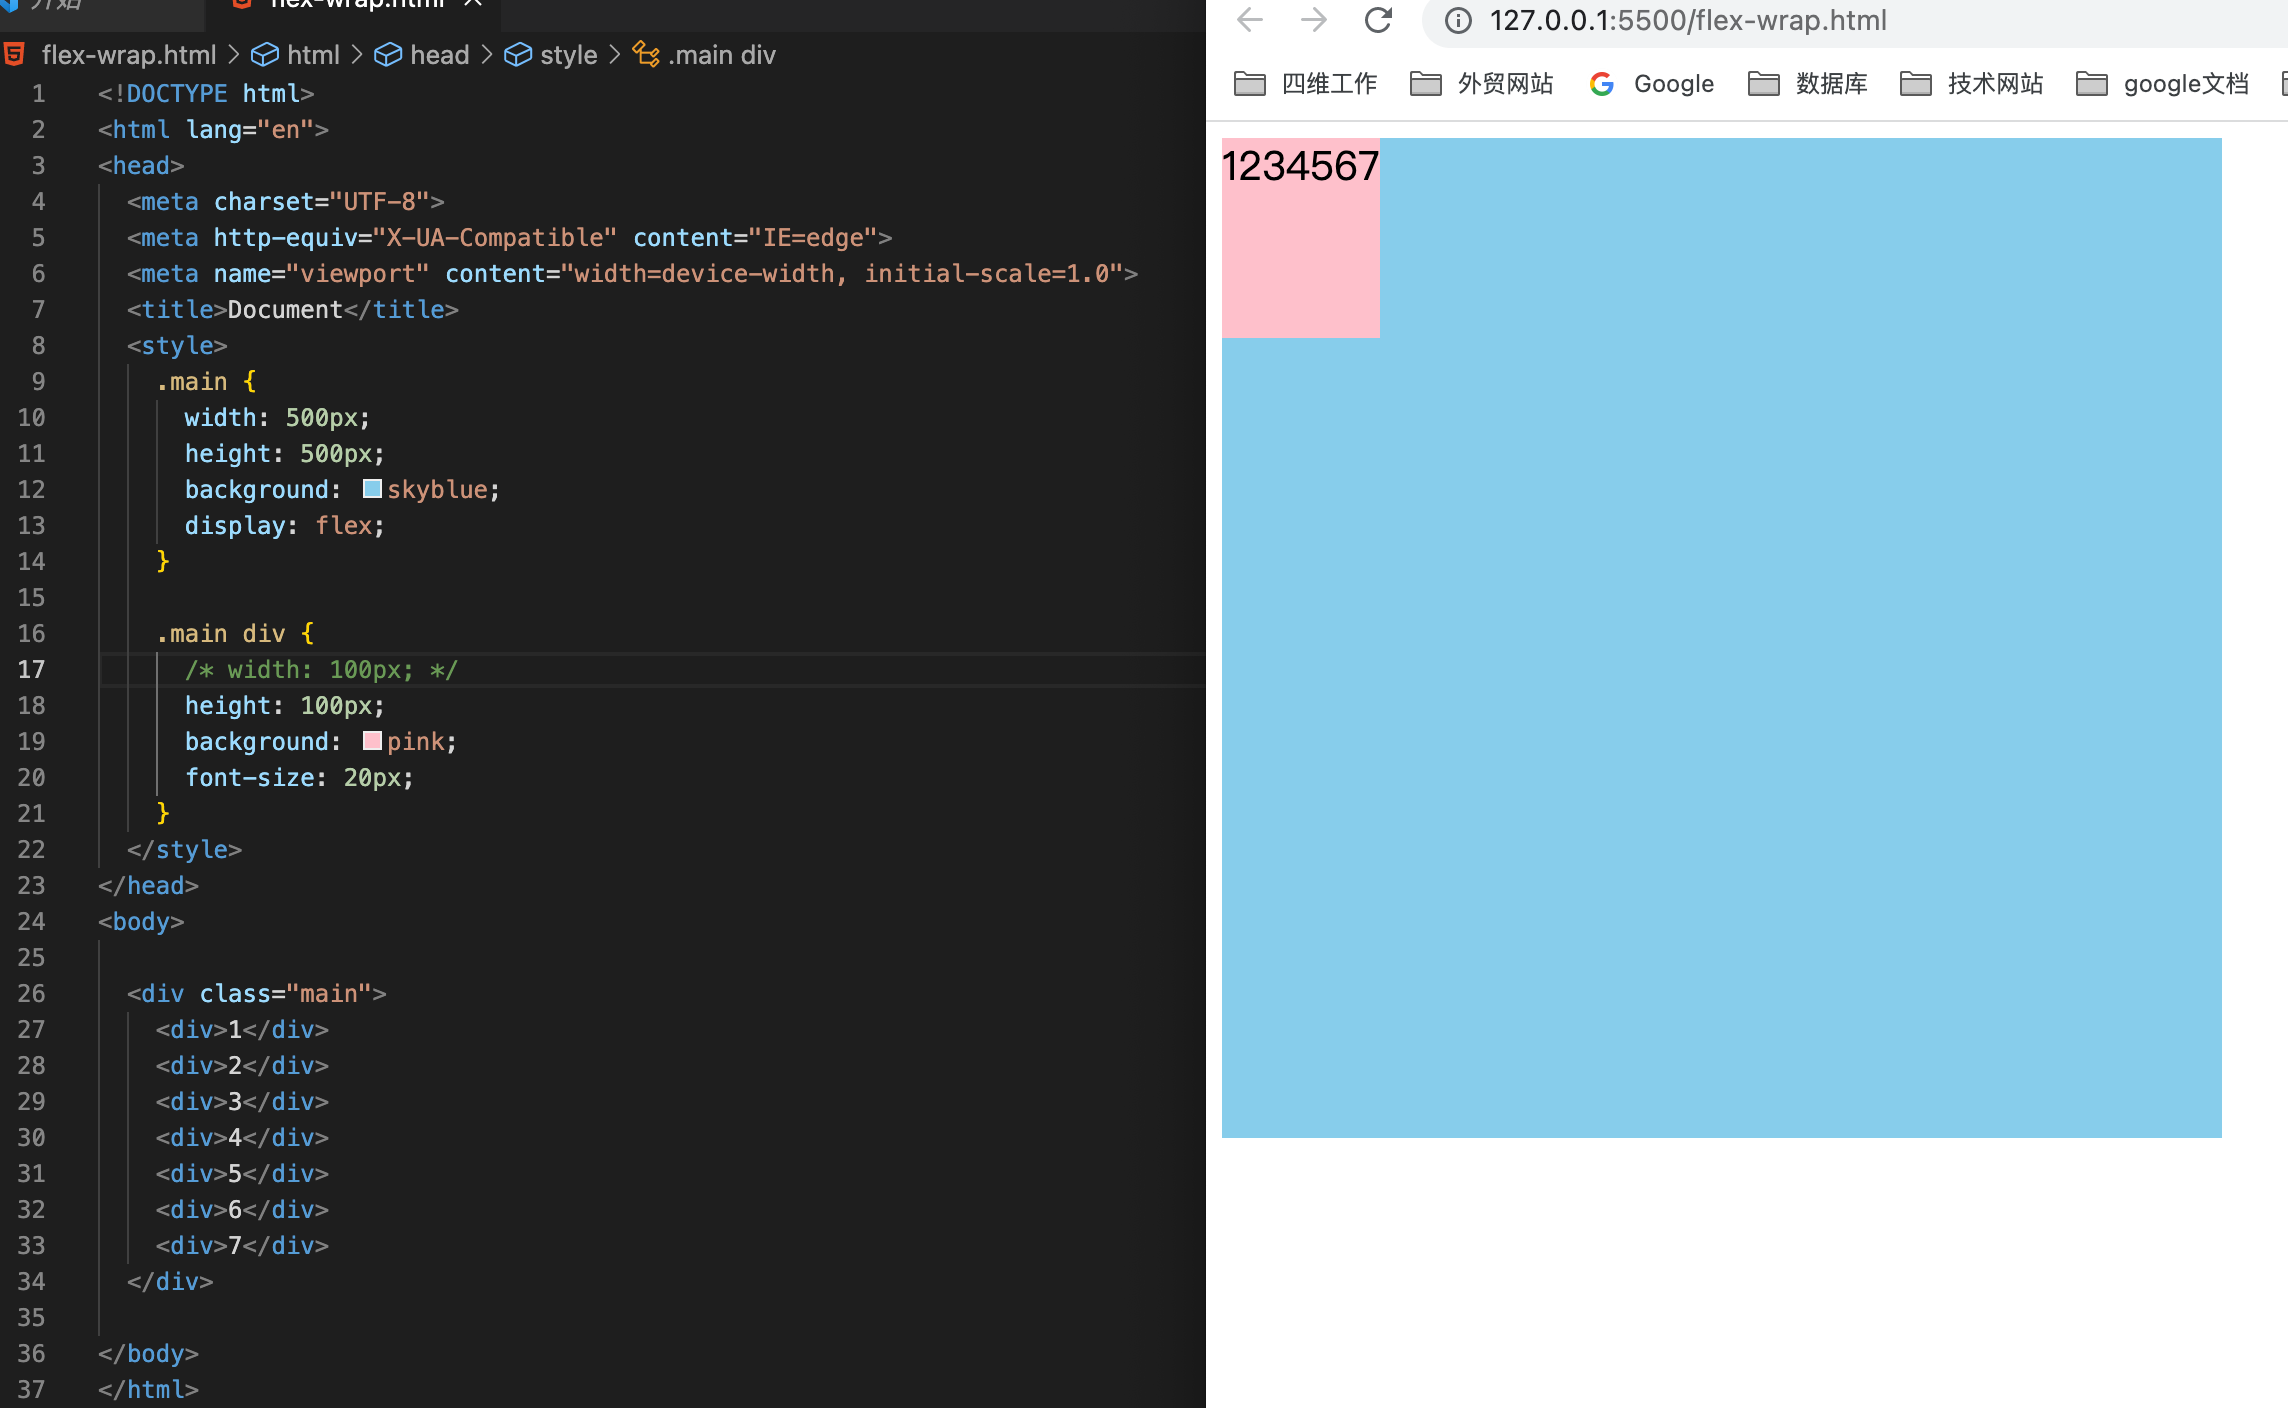 开始 flex-wrap.html
flex-wrap.html > html > head > style > .main div
1 <!DOCTYPE html>
2 <html lang="en">
3 <head>
4 <meta charset="UTF-8">
5 <meta http-equiv="X-UA-Compatible" content="IE=edge">
6 <meta name="viewport" content="width=device-width, initial-scale=1.0">
7 <title>Document</title>
8 <style>
9 .main {
10 width: 500px;
11 height: 500px;
12 background: skyblue;
13 display: flex;
14 }
15
16 .main div {
17 /* width: 100px; */
18 height: 100px;
19 background: pink;
20 font-size: 20px;
21 }
22 </style>
23 </head>
24 <body>
25
26 <div class="main">
27 <div>1</div>
28 <div>2</div>
29 <div>3</div>
30 <div>4</div>
31 <div>5</div>
32 <div>6</div>
33 <div>7</div>
34 </div>
35
36 </body>
37 </html>
127.0.0.1:5500/flex-wrap.html
四维工作 外贸网站 Google 数据库 技术网站 google文档
1234567